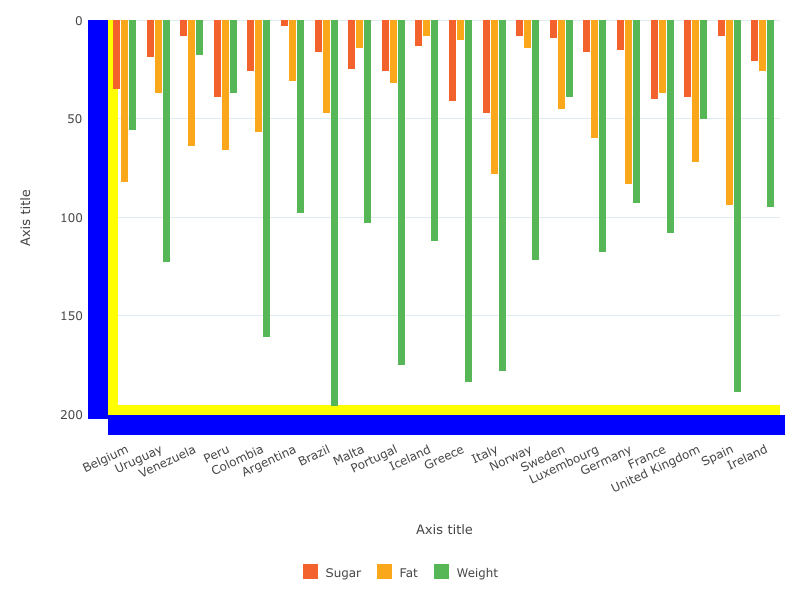 0
50
100
150
200
Axis title
Belgium
Uruguay
Venezuela
Peru
Colombia
Argentina
Brazil
Malta
Portugal
Iceland
Greece
Italy
Norway
Sweden
Luxembourg
Germany
France
United Kingdom
Spain
Ireland
Axis title
Sugar Fat Weight